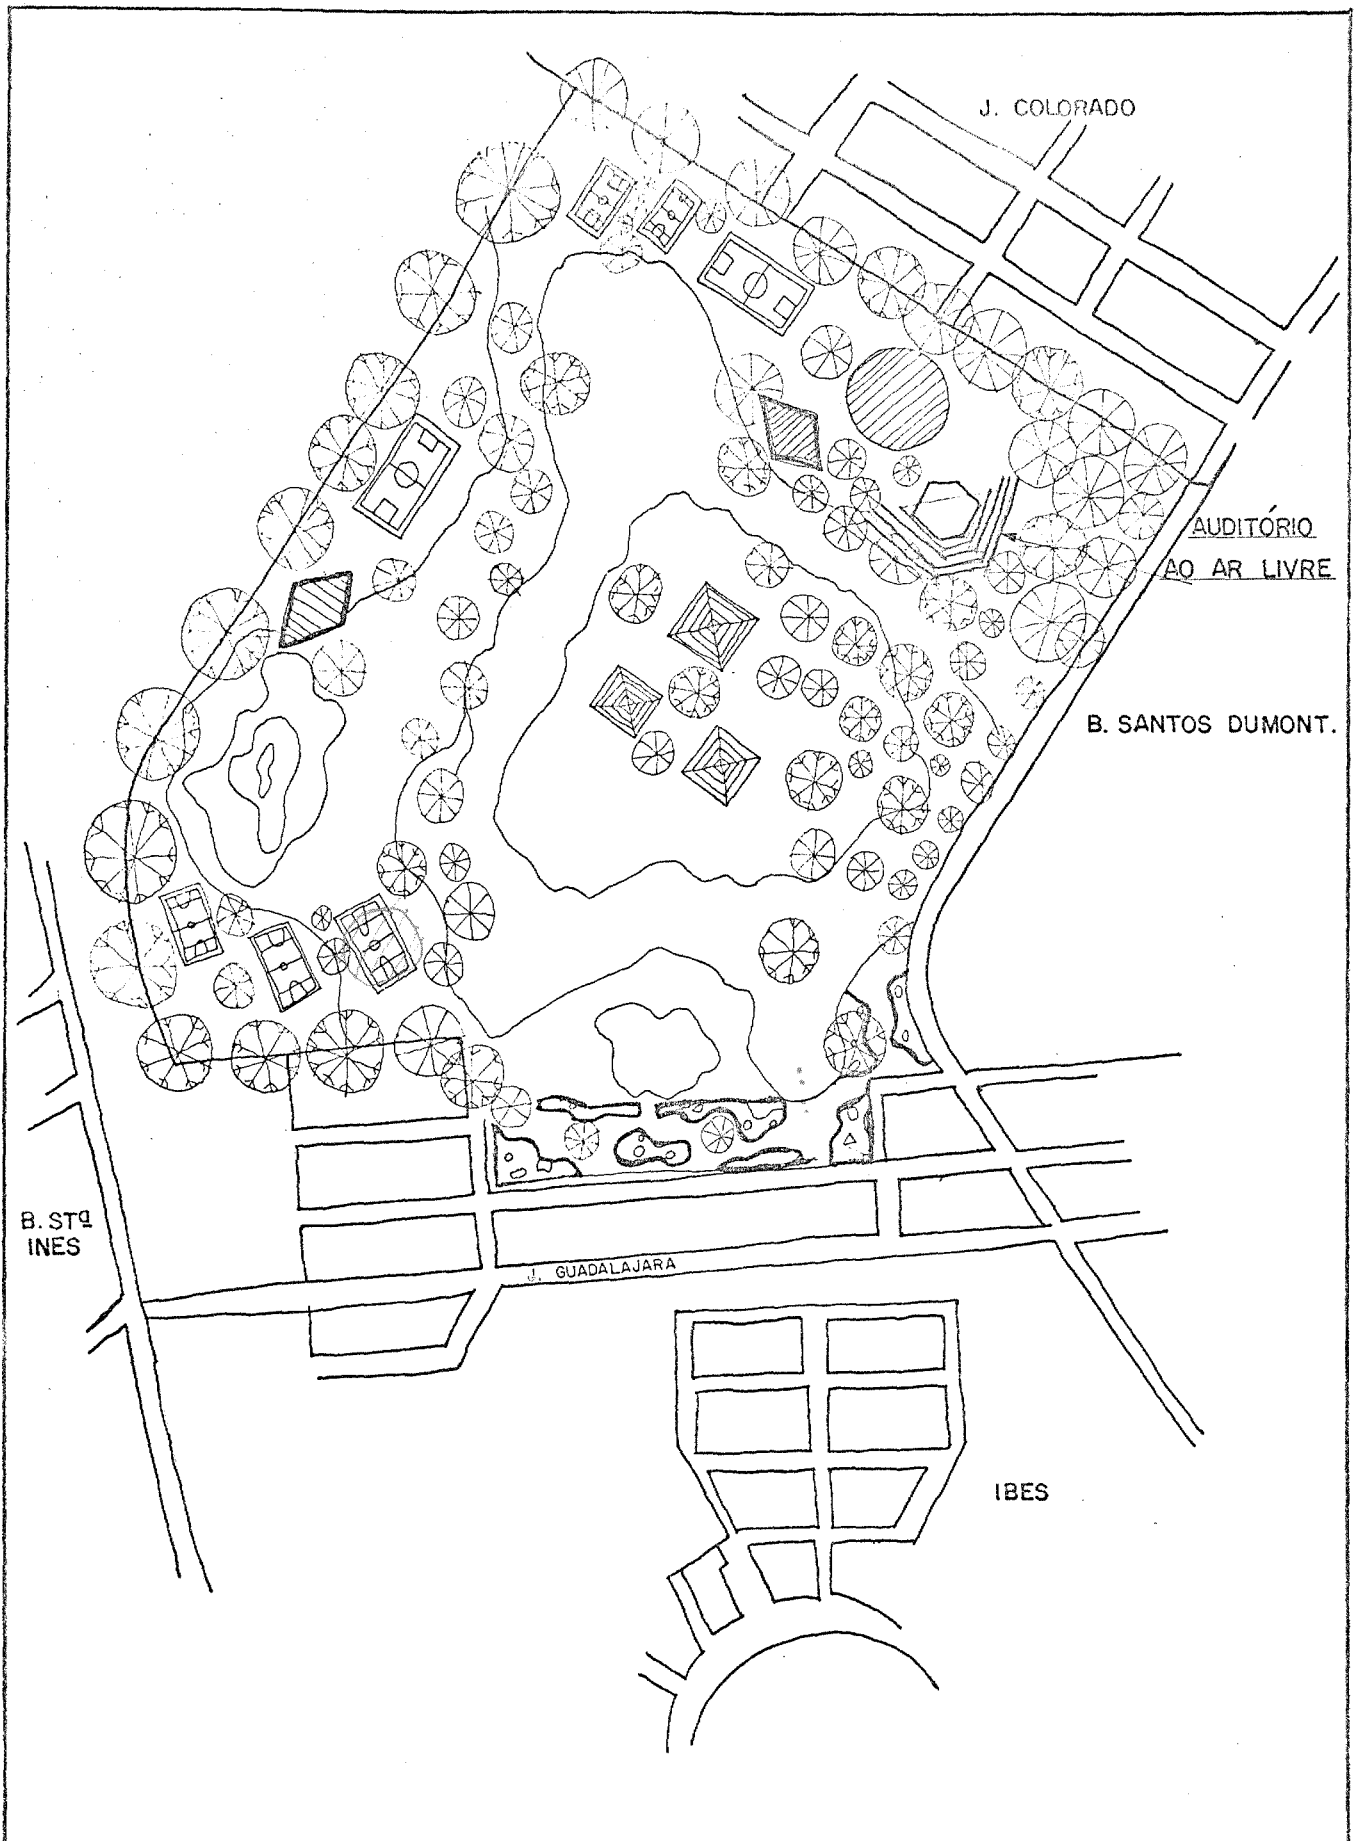 J. COLORADO
AUDITÓRIO
AO AR LIVRE
B. SANTOS DUMONT.
B. STª
INES
J. GUADALAJARA
IBES